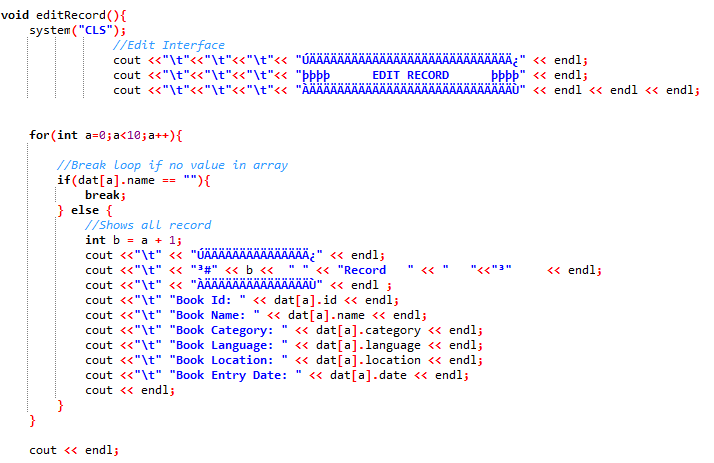 void editRecord(){
    system("CLS");
                //Edit Interface
                cout <<"\t"<<"\t"<<"\t"<< "ÚÄÄÄÄÄÄÄÄÄÄÄÄÄÄÄÄÄÄÄÄÄÄÄÄÄÄÄÄÄ¿" << endl;
                cout <<"\t"<<"\t"<<"\t"<< "þþþþ      EDIT RECORD      þþþþ" << endl;
                cout <<"\t"<<"\t"<<"\t"<< "ÀÄÄÄÄÄÄÄÄÄÄÄÄÄÄÄÄÄÄÄÄÄÄÄÄÄÄÄÄÄÙ" << endl << endl << endl;
    for(int a=0;a<10;a++){
        //Break loop if no value in array
        if(dat[a].name == ""){
            break;
        } else {
            //Shows all record
            int b = a + 1;
            cout <<"\t" << "ÚÄÄÄÄÄÄÄÄÄÄÄÄÄÄÄ¿" << endl;
            cout <<"\t" << "³#" << b <<  " " << "Record   " << "   "<<"³"     << endl;
            cout <<"\t" << "ÀÄÄÄÄÄÄÄÄÄÄÄÄÄÄÄÙ" << endl ;
            cout <<"\t" "Book Id: " << dat[a].id << endl;
            cout <<"\t" "Book Name: " << dat[a].name << endl;
            cout <<"\t" "Book Category: " << dat[a].category << endl;
            cout <<"\t" "Book Language: " << dat[a].language << endl;
            cout <<"\t" "Book Location: " << dat[a].location << endl;
            cout <<"\t" "Book Entry Date: " << dat[a].date << endl;
            cout << endl;
        }
    }
    cout << endl;